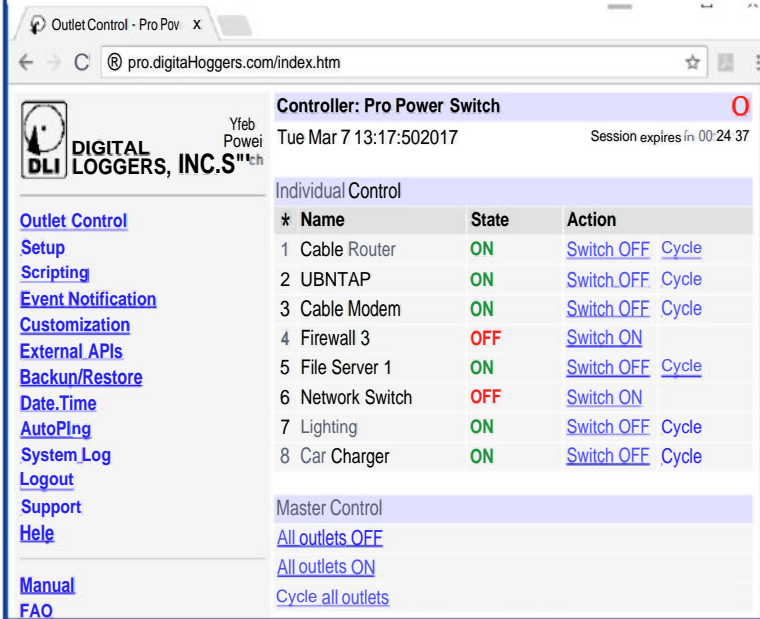 Outlet Control - Pro Pov x
® pro.digitaHoggers.com/index.htm
Yfeb
Powei
DIGITAL
DLI LOGGERS, INC.S"'ch
Outlet Control
Setup
Scripting
Event Notification
Customization
External APIs
Backun/Restore
Date.Time
AutoPIng
System_Log
Logout
Support
Help
Manual
FAO
Controller: Pro Power Switch O
Tue Mar 7 13:17:502017 Session expires in 00:24 37
Individual Control
* Name State Action
1 Cable Router ON Switch OFF Cycle
2 UBNTAP ON Switch OFF Cycle
3 Cable Modem ON Switch OFF Cycle
4 Firewall 3 OFF Switch ON
5 File Server 1 ON Switch OFF Cycle
6 Network Switch OFF Switch ON
7 Lighting ON Switch OFF Cycle
8 Car Charger ON Switch OFF Cycle
Master Control
All outlets OFF
All outlets ON
Cycle all outlets